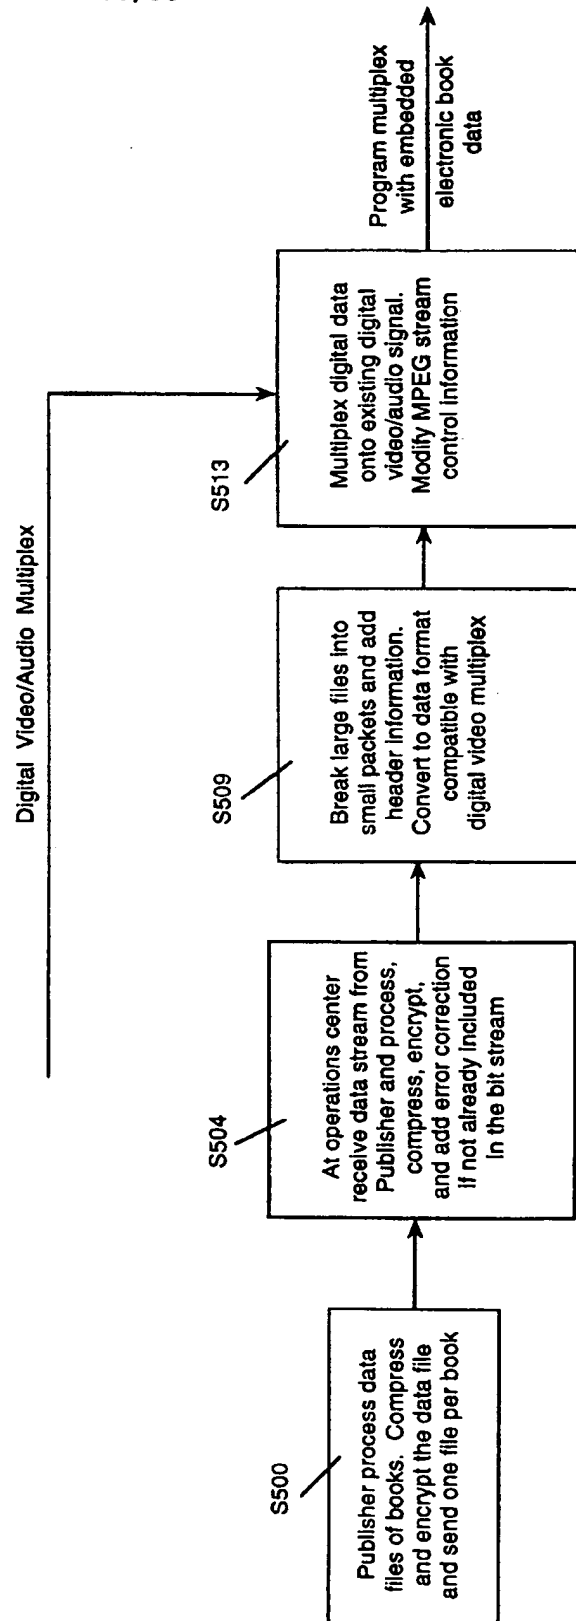 Digital Video/Audio Multiplex
S500
Publisher process data
files of books. Compress
and encrypt the data file
and send one file per book
S504
At operations center
receive data stream from
Publisher and process,
compress, encrypt,
and add error correction
if not already included
In the bit stream
S509
Break large files into
small packets and add
header information.
Convert to data format
compatible with
digital video multiplex
S513
Multiplex digital data
onto existing digital
video/audio signal.
Modify MPEG stream
control information
Program multiplex
with embedded
electronic book
data